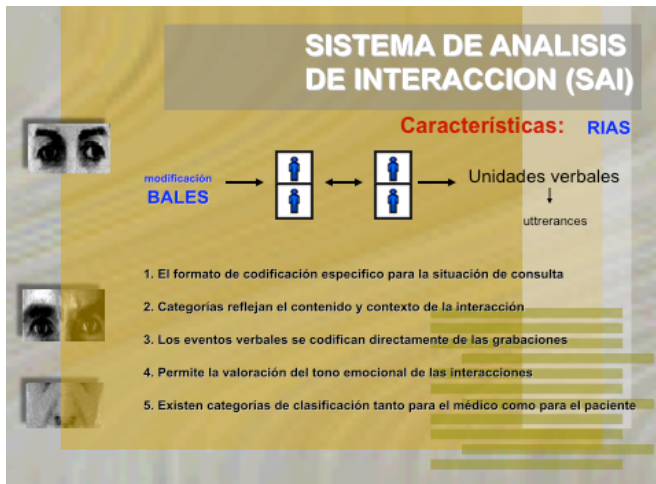 SISTEMA DE ANALISIS
DE INTERACCION (SAI)
Características: RIAS
modificación
BALES
Unidades verbales
uttrerances
1. El formato de codificación especifico para la situación de consulta
2. Categorías reflejan el contenido y contexto de la interacción
3. Los eventos verbales se codifican directamente de las grabaciones
4. Permite la valoración del tono emocional de las interacciones
5. Existen categorías de clasificación tanto para el médico como para el paciente